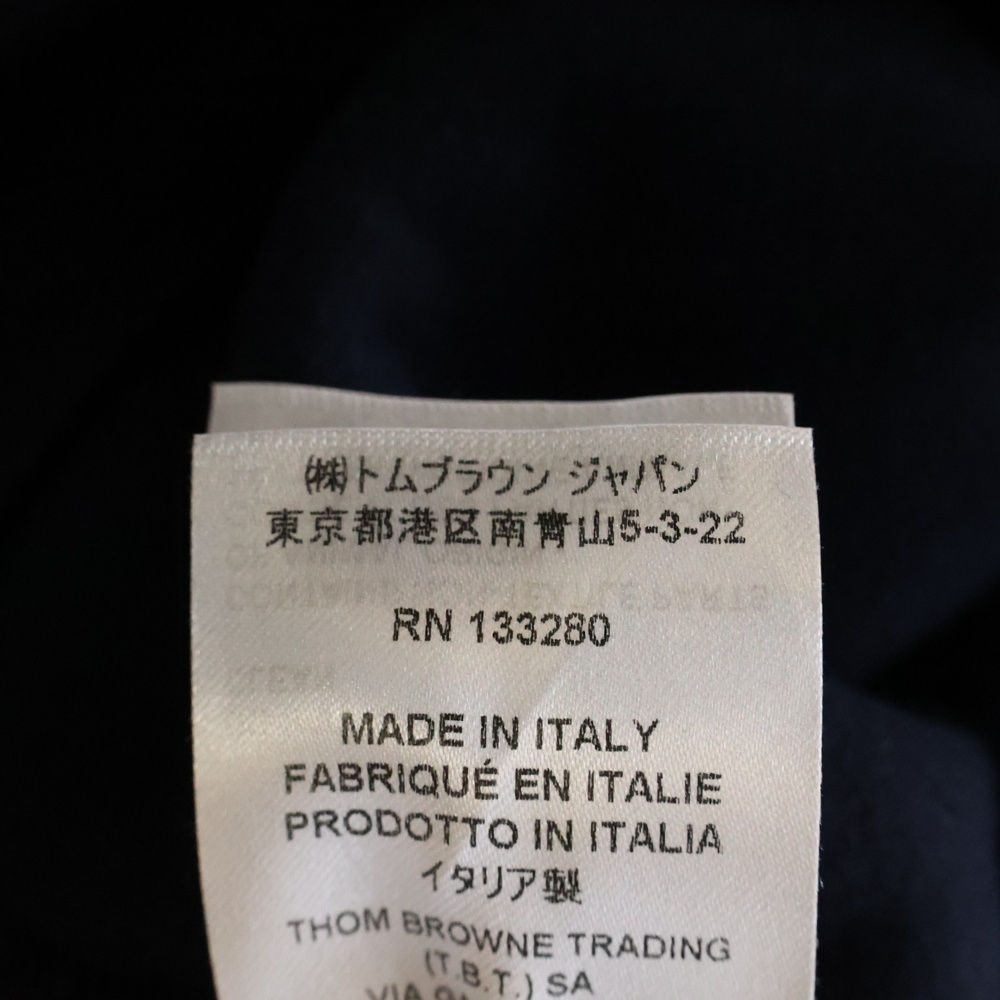 ㈱トムブラウン ジャパン
東京都港区南青山5-3-22
RN 133280
MADE IN ITALY
FABRIQUÉ EN ITALIE
PRODOTTO IN ITALIA
イタリア製
THOM BROWNE TRADING
(T.B.T.) SA
VIA